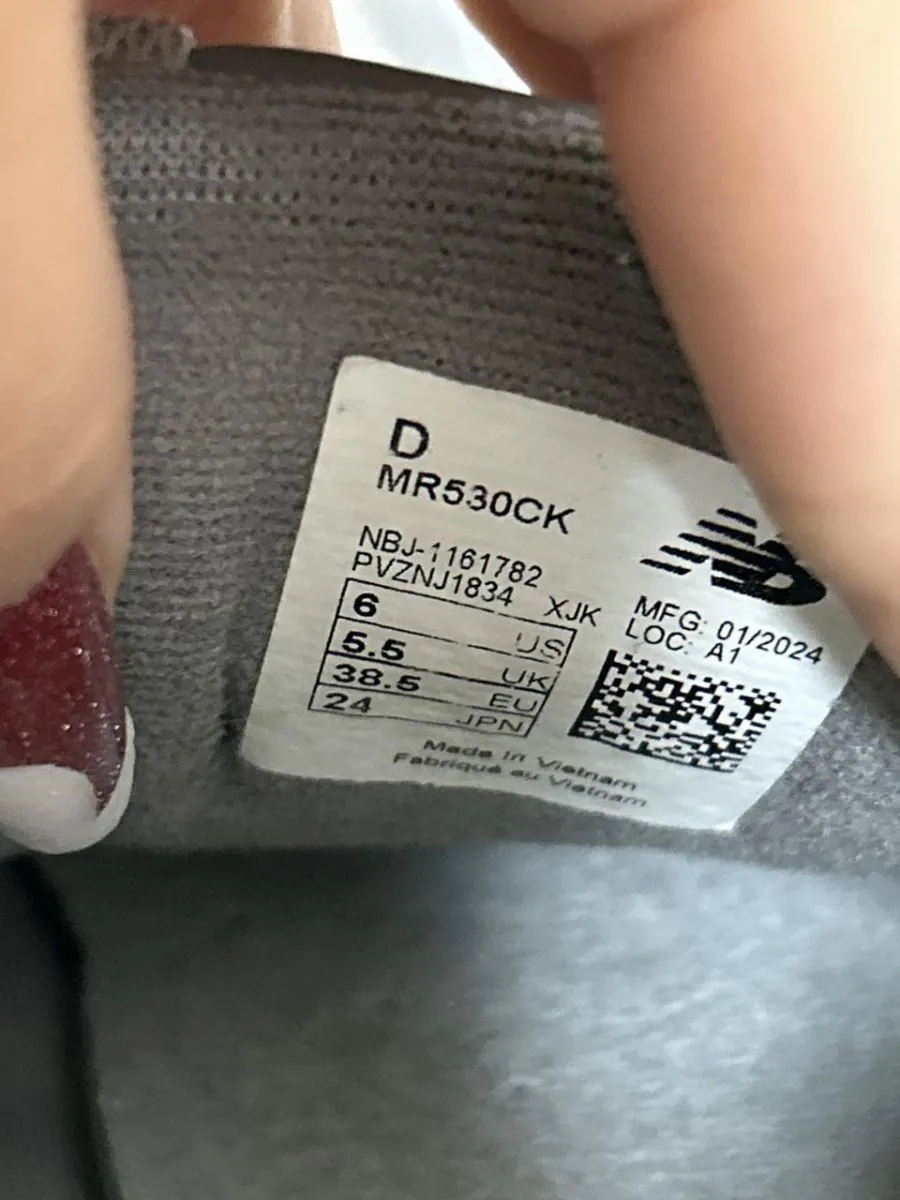 D
MR530CK
NB
NBJ-1161782
PVZNJ1834 XJK
MFG: 01/2024
LOC: A1
6 US
5.5 UK
38.5 EU
24 JPN
Made In Vietnam
Fabriqué au Vietnam